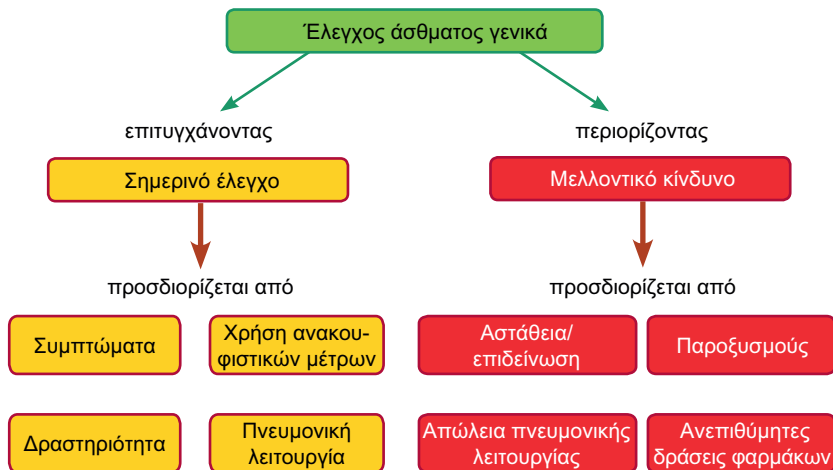 Έλεγχος άσθματος γενικά
επιτυγχάνοντας
περιορίζοντας
Σημερινό έλεγχο
Μελλοντικό κίνδυνο
προσδιορίζεται από
προσδιορίζεται από
Συμπτώματα
Χρήση ανακου-
φιστικών μέτρων
Αστάθεια/
επιδείνωση
Παροξυσμούς
Δραστηριότητα
Πνευμονική
λειτουργία
Απώλεια πνευμονικής
λειτουργίας
Ανεπιθύμητες
δράσεις φαρμάκων